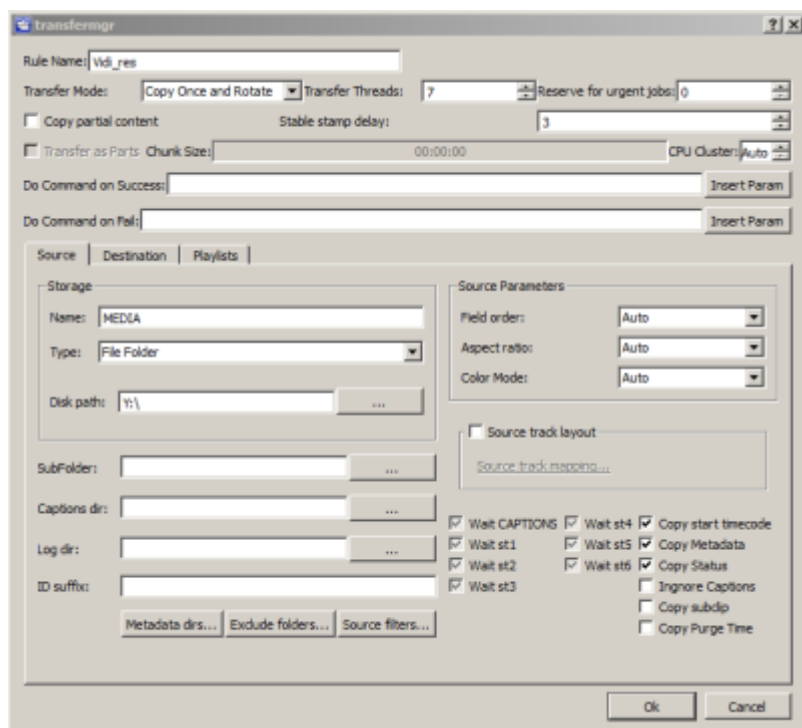 transfermgr
Rule Name: Vidi_res
Transfer Mode: Copy Once and Rotate Transfer Threads: 7 Reserve for urgent jobs: 0
Copy partial content Stable stamp delay: 3
Transfer as Parts Chunk Size: 00:00:00 CPU Cluster: Auto
Do Command on Success: Insert Param
Do Command on Fail: Insert Param
Source Destination Playlists
Storage
Name: MEDIA
Type: File Folder
Disk path: Y:\ ...
SubFolder: ...
Captions dir: ...
Log dir: ...
ID suffix:
Metadata dirs... Exclude folders... Source filters...
Source Parameters
Field order: Auto
Aspect ratio: Auto
Color Mode: Auto
Source track layout
Source track mapping...
Wait CAPTIONS Wait st4 Copy start timecode
Wait st1 Wait st5 Copy Metadata
Wait st2 Wait st6 Copy Status
Wait st3 Ingnore Captions
Copy subclip
Copy Purge Time
Ok Cancel